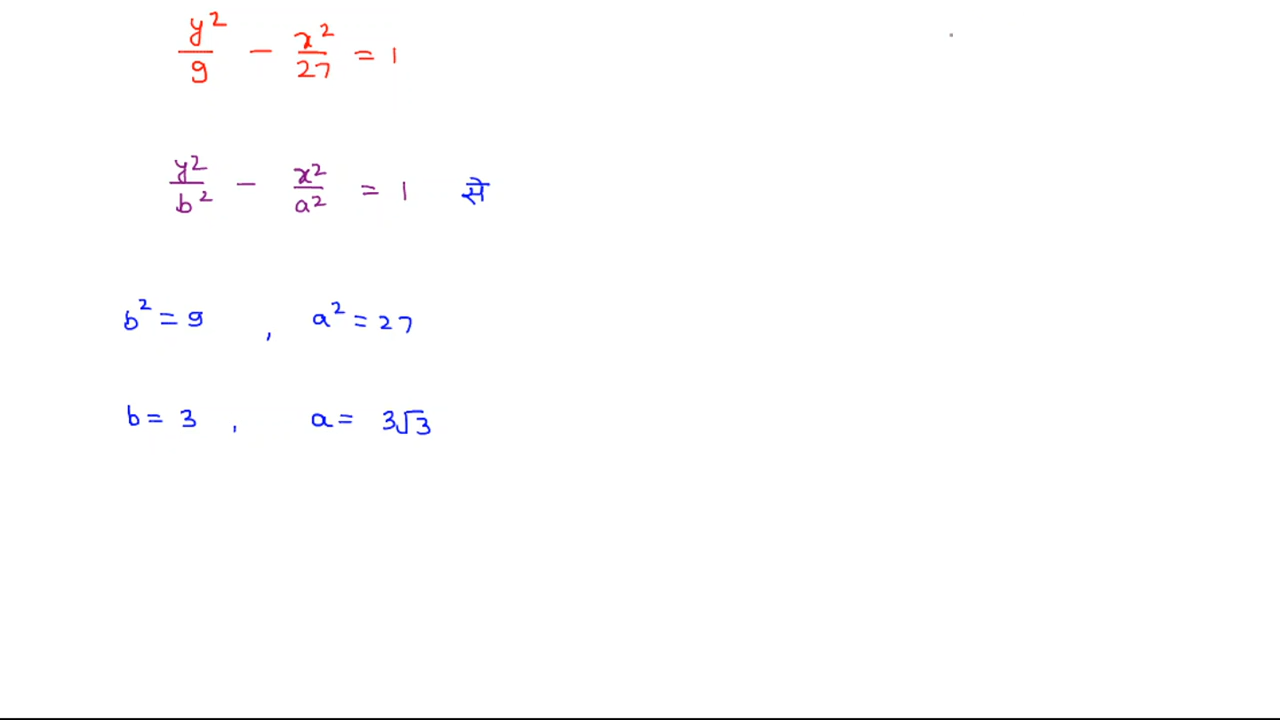 y²/9 - x²/27 = 1
y²/b² - x²/a² = 1 से
b² = 9 , a² = 27
b = 3 , a = 3√3